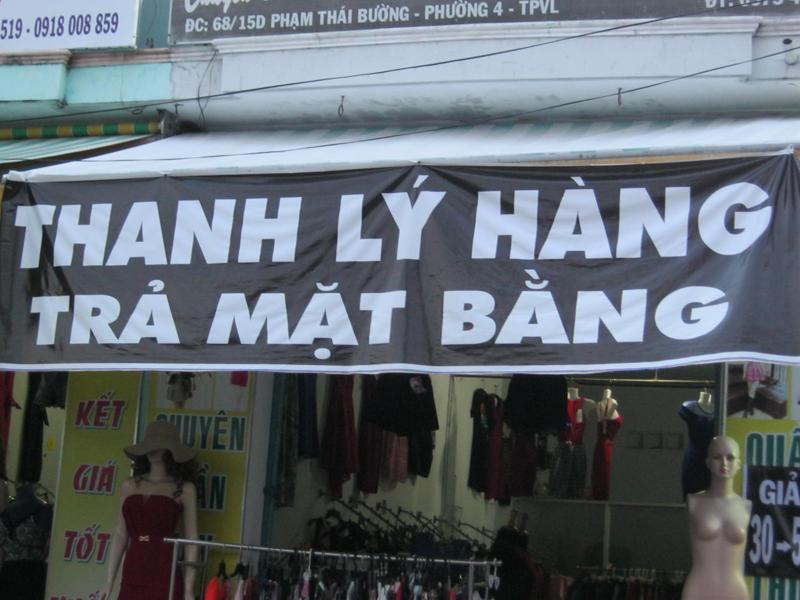 519 - 0918 008 859
ĐC: 68/15D PHẠM THÁI BƯỜNG - PHƯỜNG 4 - TPVL
THANH LÝ HÀNG
TRẢ MẶT BẰNG
KẾT
GIÁ
TỐT
CHUYÊN
GIẢ
30